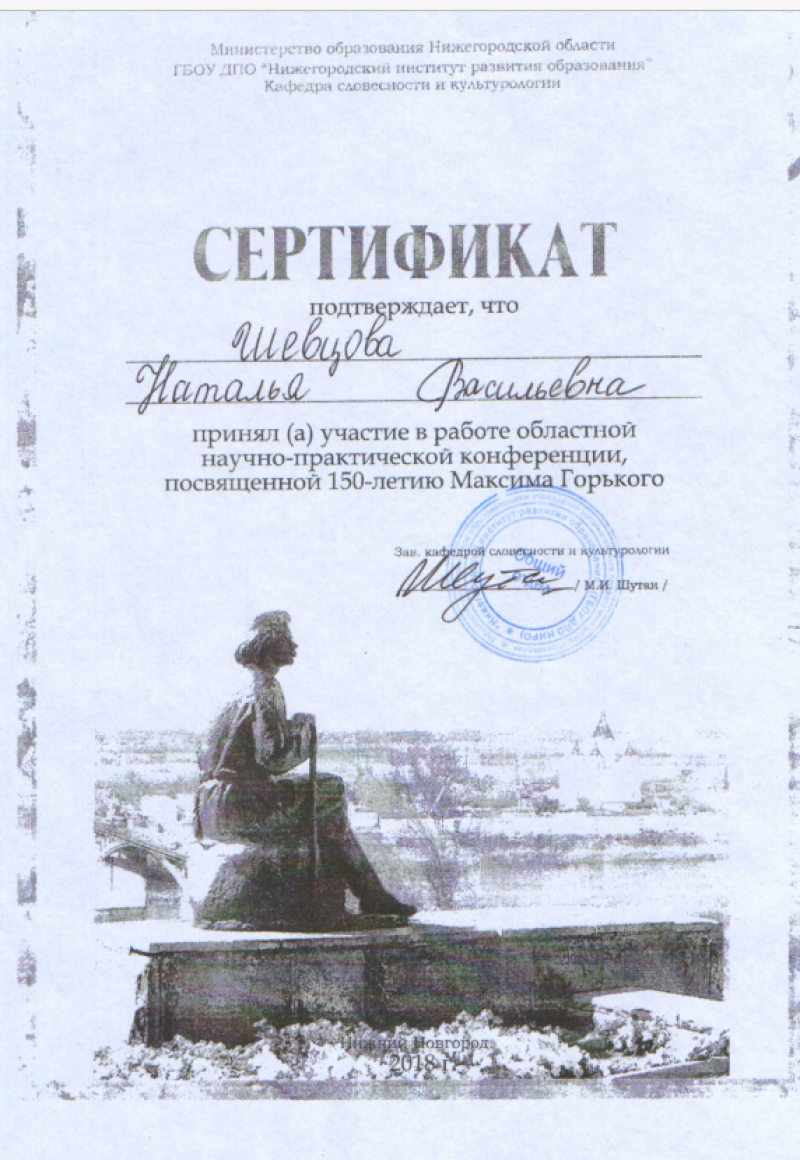 Министерство образования Нижегородской области
ГБОУ ДПО "Нижегородский институт развития образования"
Кафедра словесности и культурологии
СЕРТИФИКАТ
подтверждает, что
Шевцова
Наталья Васильевна
принял (а) участие в работе областной
научно-практической конференции,
посвященной 150-летию Максима Горького
Зав. кафедрой словесности и культурологии
/ М.И. Шутан /
Общий
Нижний Новгород
2018 г.